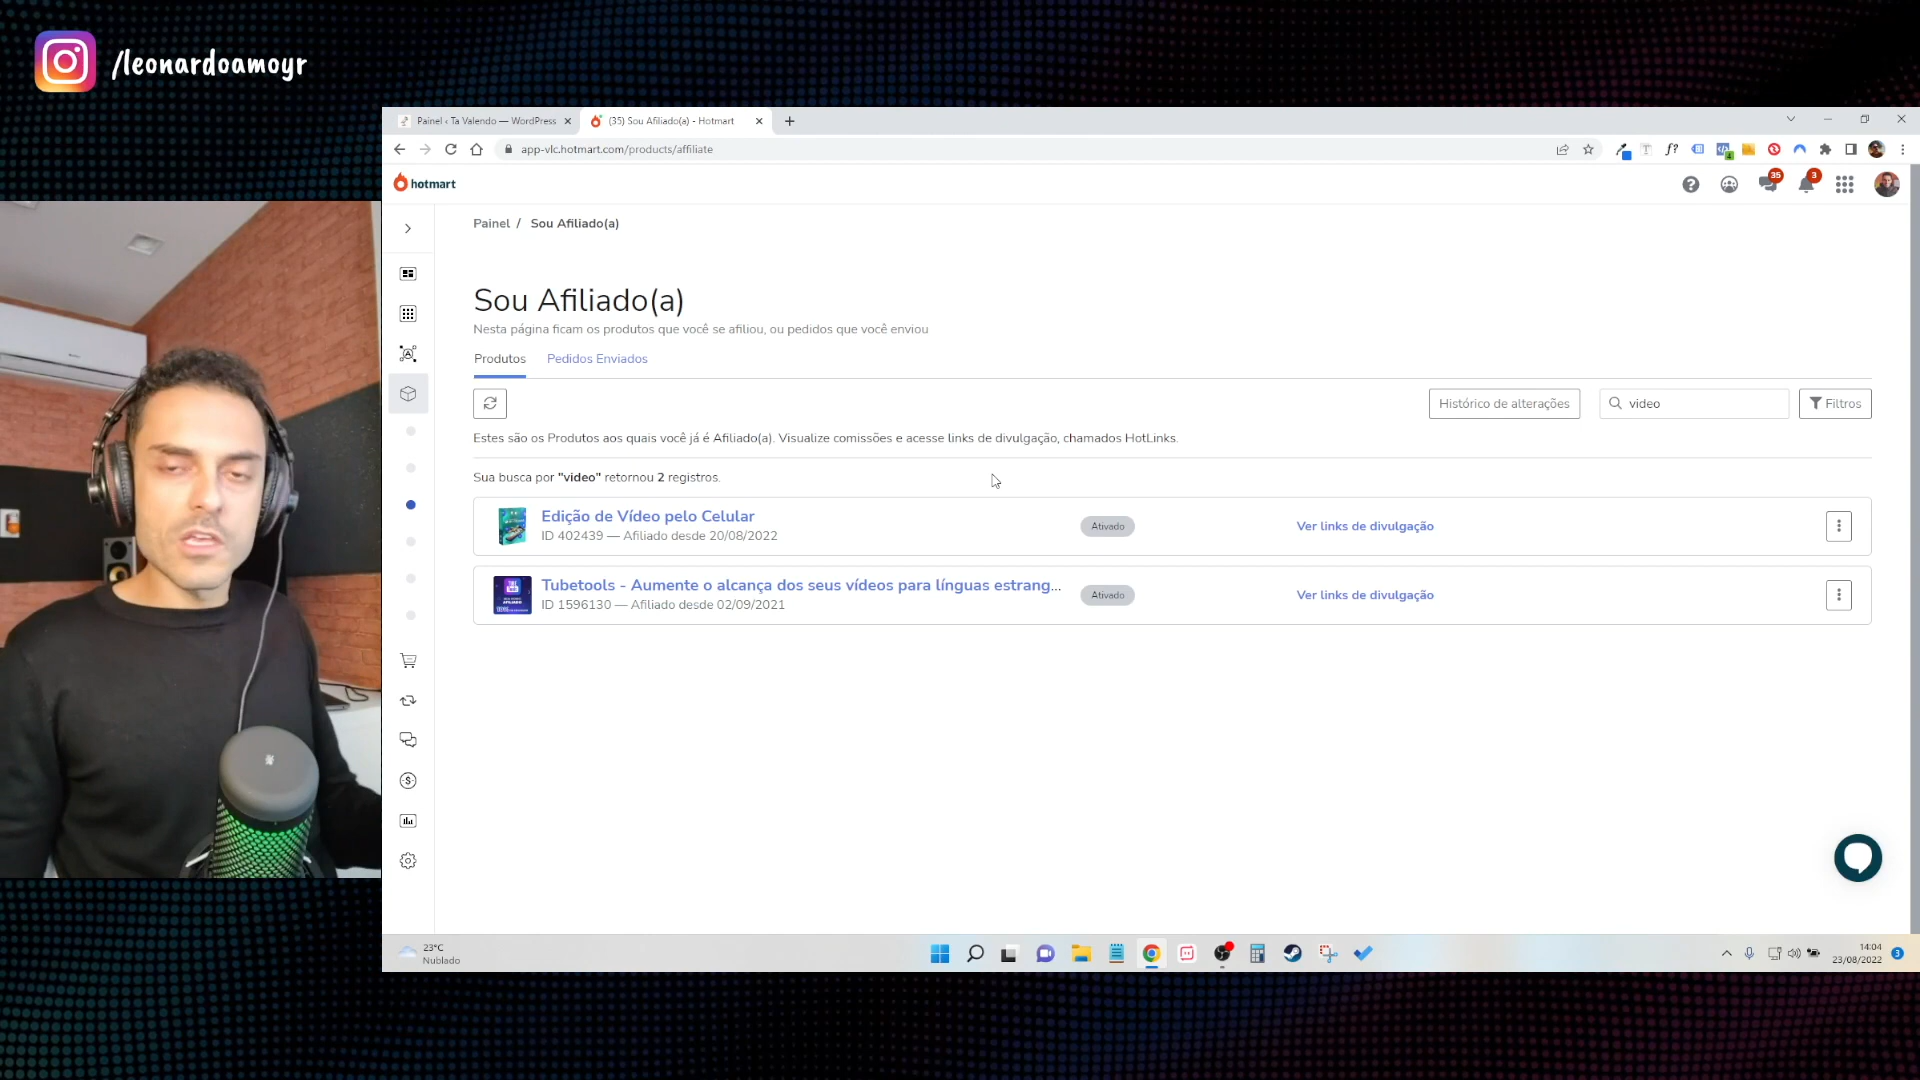 /leonardoamoyr
Painel ‹ Ta Valendo — WordPress
(35) Sou Afiliado(a) - Hotmart
app-vlc.hotmart.com/products/affiliate
hotmart
35
3
Painel / Sou Afiliado(a)
Sou Afiliado(a)
Nesta página ficam os produtos que você se afiliou, ou pedidos que você enviou
Produtos
Pedidos Enviados
Histórico de alterações
video
Filtros
Estes são os Produtos aos quais você já é Afiliado(a). Visualize comissões e acesse links de divulgação, chamados HotLinks.
Sua busca por "video" retornou 2 registros.
Edição de Vídeo pelo Celular
ID 402439 — Afiliado desde 20/08/2022
Ativado
Ver links de divulgação
Tubetools - Aumente o alcança dos seus vídeos para línguas estrang...
ID 1596130 — Afiliado desde 02/09/2021
Ativado
Ver links de divulgação
23°C
Nublado
14:04
23/08/2022
3